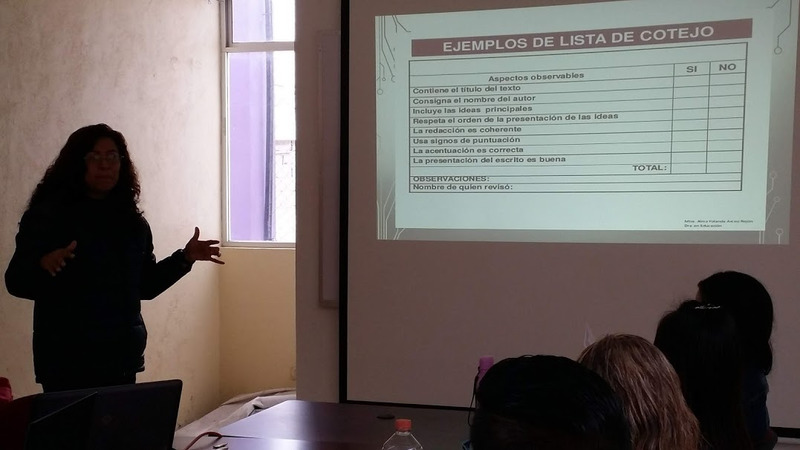 EJEMPLOS DE LISTA DE COTEJO
Aspectos observables SI NO
Contiene el título del texto
Consigna el nombre del autor
Incluye las ideas principales
Respeta el orden de la presentación de las ideas
La redacción es coherente
Usa signos de puntuación
La acentuación es correcta
La presentación del escrito es buena
TOTAL:
OBSERVACIONES:
Nombre de quien revisó: